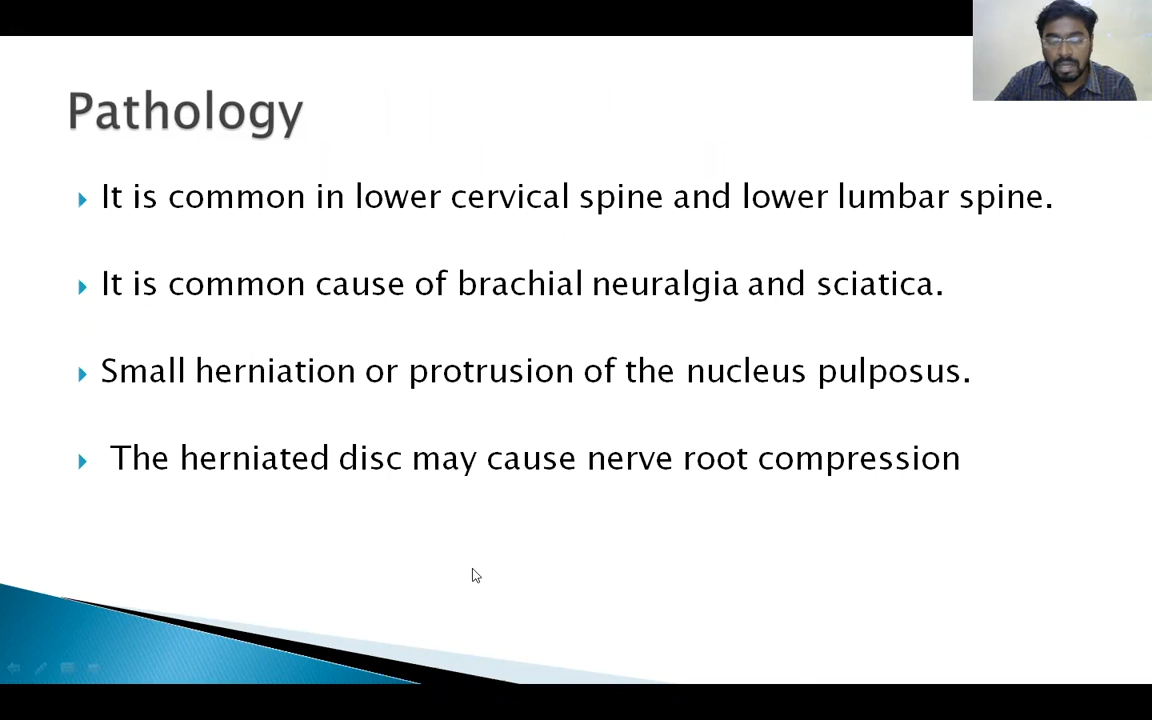 Pathology
It is common in lower cervical spine and lower lumbar spine.
It is common cause of brachial neuralgia and sciatica.
Small herniation or protrusion of the nucleus pulposus.
The herniated disc may cause nerve root compression